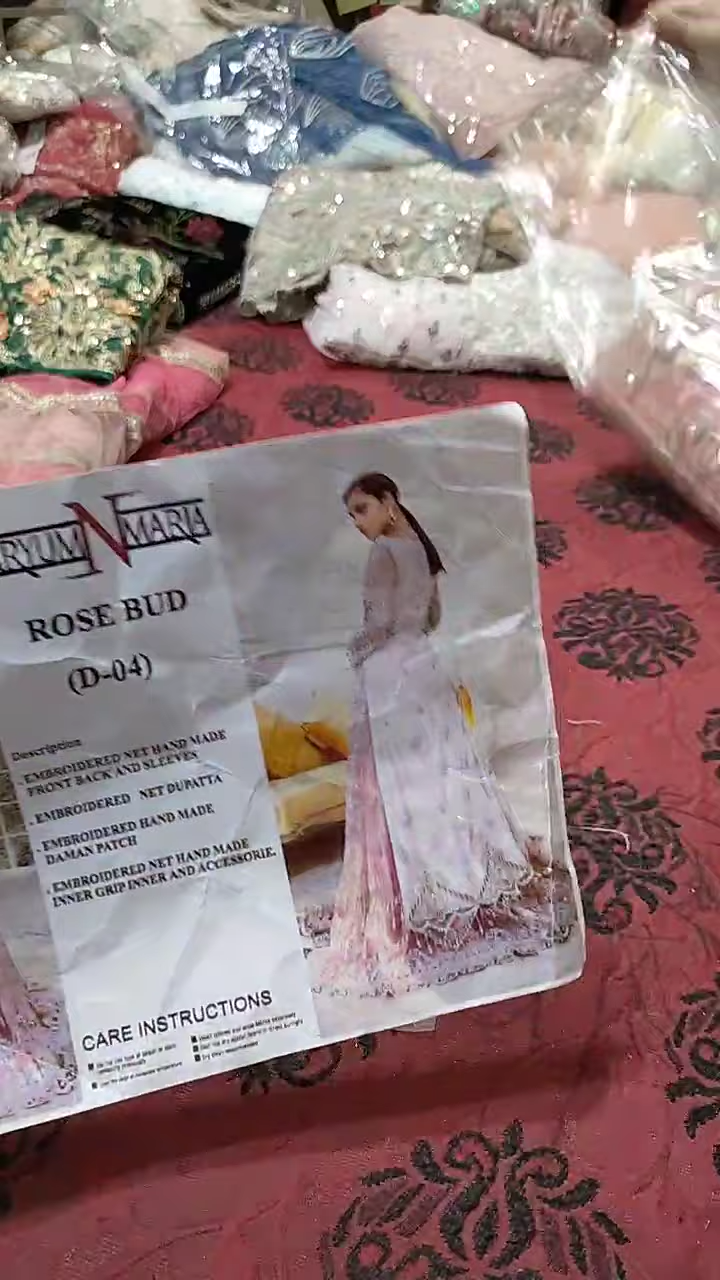 RYUM N MARIA
ROSE BUD
(D-04)
Description
- EMBROIDERED NET HAND MADE
FRONT BACK AND SLEEVES
- EMBROIDERED NET DUPATTA
- EMBROIDERED HAND MADE
DAMAN PATCH
- EMBROIDERED NET HAND MADE
INNER GRIP INNER AND ACCESSORIE.
CARE INSTRUCTIONS